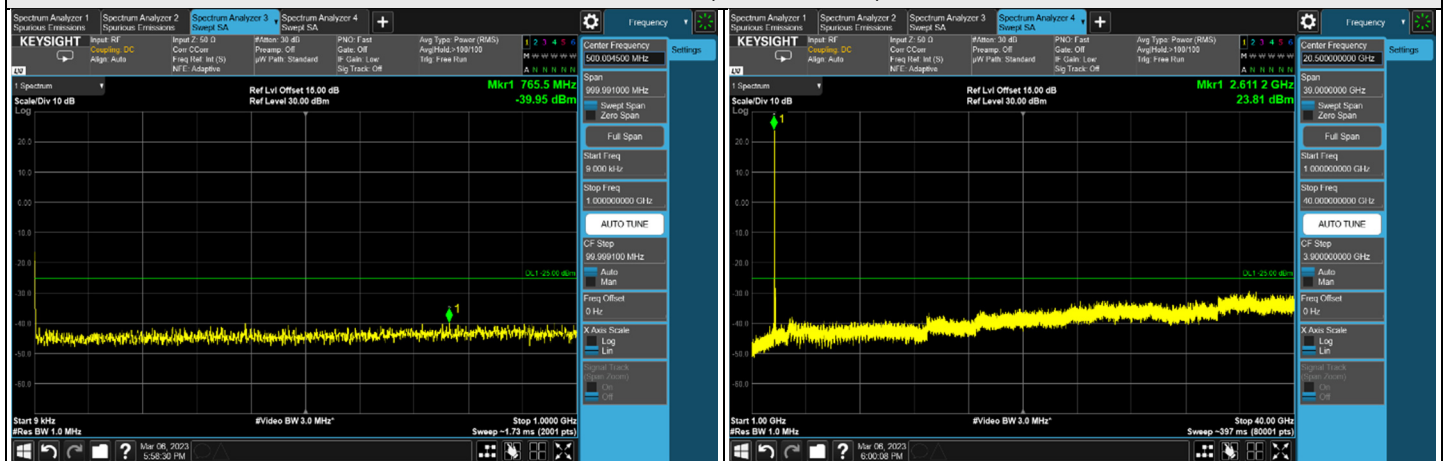 Spectrum Analyzer 1
Spurious Emissions
Spectrum Analyzer 2
Spurious Emissions
Spectrum Analyzer 3
Swept SA
Spectrum Analyzer 4
Swept SA
Frequency
KEYSIGHT
Input: RF
Coupling: DC
Align: Auto
Input Z: 50 Ω
Corr CCorr
Freq Ref: Int (S)
NFE: Adaptive
#Atten: 30 dB
Preamp: Off
µW Path: Standard
PNO: Fast
Gate: Off
IF Gain: Low
Sig Track: Off
Avg Type: Power (RMS)
Avg|Hold:>100/100
Trig: Free Run
1 2 3 4 5 6
M W W W W W
A N N N N N
LXI
1 Spectrum
Scale/Div 10 dB
Log
Ref Lvl Offset 15.00 dB
Ref Level 30.00 dBm
Mkr1 765.5 MHz
-39.95 dBm
20.0
10.0
0.00
-10.0
-20.0
-30.0
-40.0
-50.0
-60.0
DL1 -25.00 dBm
1
Start 9 kHz
#Res BW 1.0 MHz
#Video BW 3.0 MHz*
Stop 1.0000 GHz
Sweep ~1.73 ms (2001 pts)
Mar 06, 2023
5:58:30 PM
Center Frequency
500.004500 MHz
Settings
Span
999.991000 MHz
Swept Span
Zero Span
Full Span
Start Freq
9.000 kHz
Stop Freq
1.000000000 GHz
AUTO TUNE
CF Step
99.999100 MHz
Auto
Man
Freq Offset
0 Hz
X Axis Scale
Log
Lin
Signal Track
(Span Zoom)
On
Off
Spectrum Analyzer 1
Spurious Emissions
Spectrum Analyzer 2
Spurious Emissions
Spectrum Analyzer 3
Swept SA
Spectrum Analyzer 4
Swept SA
Frequency
KEYSIGHT
Input: RF
Coupling: DC
Align: Auto
Input Z: 50 Ω
Corr CCorr
Freq Ref: Int (S)
NFE: Adaptive
#Atten: 30 dB
Preamp: Off
µW Path: Standard
PNO: Fast
Gate: Off
IF Gain: Low
Sig Track: Off
Avg Type: Power (RMS)
Avg|Hold:>100/100
Trig: Free Run
1 2 3 4 5 6
M W W W W W
A N N N N N
LXI
1 Spectrum
Scale/Div 10 dB
Log
Ref Lvl Offset 15.00 dB
Ref Level 30.00 dBm
Mkr1 2.611 2 GHz
23.81 dBm
1
20.0
10.0
0.00
-10.0
-20.0
-30.0
-40.0
-50.0
-60.0
DL1 -25.00 dBm
Start 1.00 GHz
#Res BW 1.0 MHz
#Video BW 3.0 MHz*
Stop 40.00 GHz
Sweep ~397 ms (80001 pts)
Mar 06, 2023
6:00:08 PM
Center Frequency
20.500000000 GHz
Settings
Span
39.0000000 GHz
Swept Span
Zero Span
Full Span
Start Freq
1.000000000 GHz
Stop Freq
40.000000000 GHz
AUTO TUNE
CF Step
3.900000000 GHz
Auto
Man
Freq Offset
0 Hz
X Axis Scale
Log
Lin
Signal Track
(Span Zoom)
On
Off